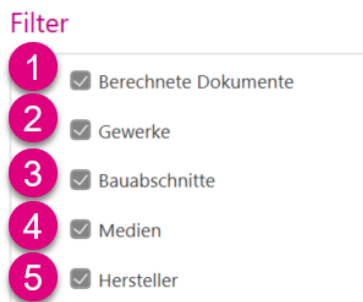 Filter
1 Berechnete Dokumente
2 Gewerke
3 Bauabschnitte
4 Medien
5 Hersteller